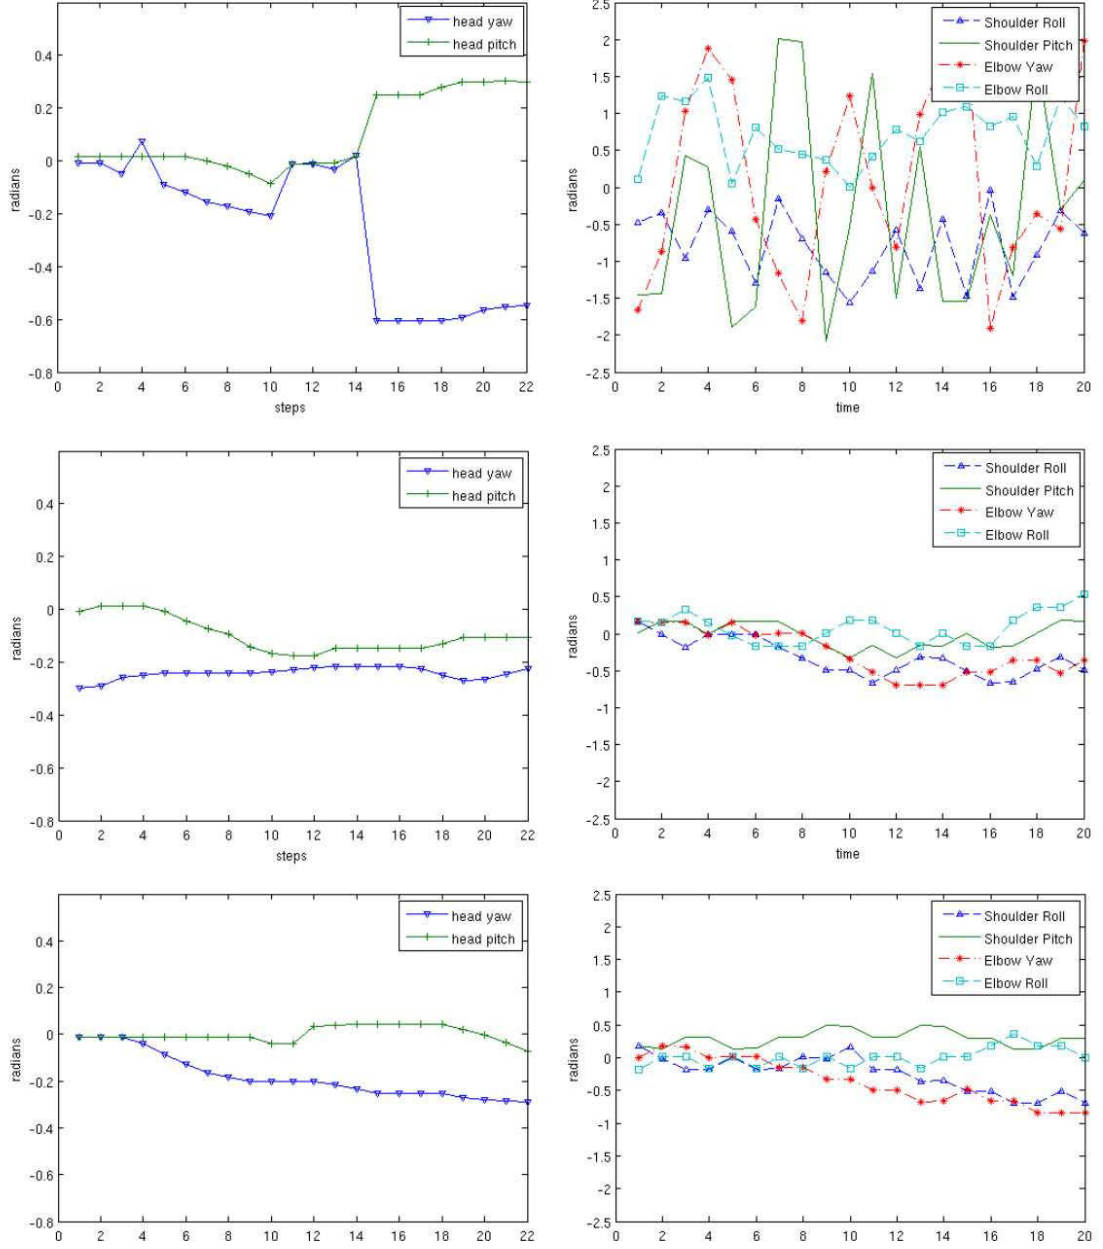 head yaw
head pitch
0.4
0.2
0
-0.2
-0.4
-0.6
-0.8
radians
0 2 4 6 8 10 12 14 16 18 20 22
steps
2.5
2
1.5
1
0.5
0
-0.5
-1
-1.5
-2
-2.5
radians
Shoulder Roll
Shoulder Pitch
Elbow Yaw
Elbow Roll
0 2 4 6 8 10 12 14 16 18 20
time
head yaw
head pitch
0.4
0.2
0
-0.2
-0.4
-0.6
-0.8
radians
0 2 4 6 8 10 12 14 16 18 20 22
steps
2.5
2
1.5
1
0.5
0
-0.5
-1
-1.5
-2
-2.5
radians
Shoulder Roll
Shoulder Pitch
Elbow Yaw
Elbow Roll
0 2 4 6 8 10 12 14 16 18 20
time
head yaw
head pitch
0.4
0.2
0
-0.2
-0.4
-0.6
-0.8
radians
0 2 4 6 8 10 12 14 16 18 20 22
2.5
2
1.5
1
0.5
0
-0.5
-1
-1.5
-2
-2.5
radians
Shoulder Roll
Shoulder Pitch
Elbow Yaw
Elbow Roll
0 2 4 6 8 10 12 14 16 18 20